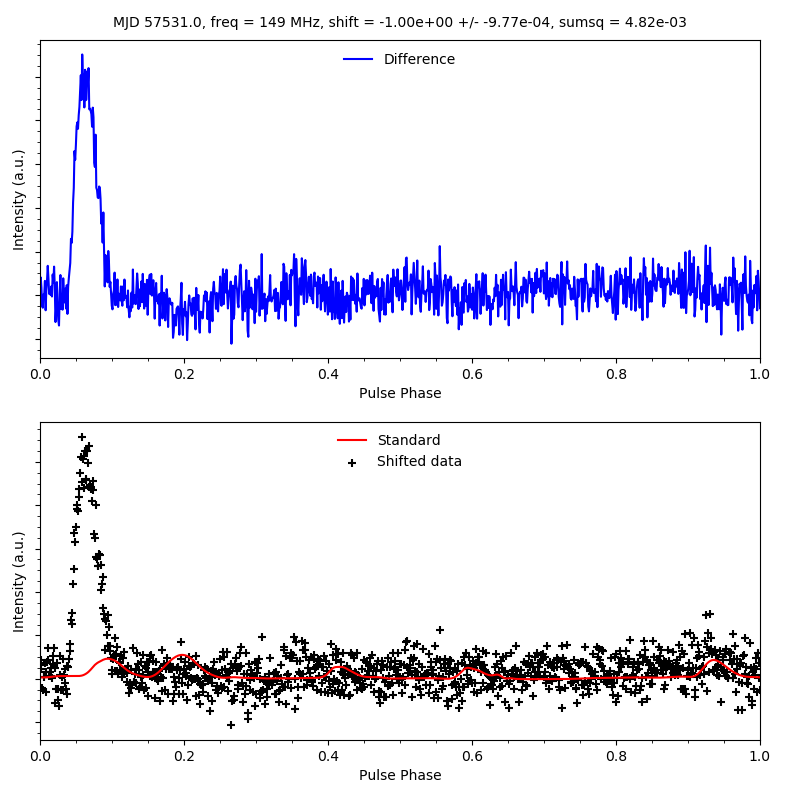 MJD 57531.0, freq = 149 MHz, shift = -1.00e+00 +/- -9.77e-04, sumsq = 4.82e-03
Difference
Intensity (a.u.)
0.0 0.2 0.4 0.6 0.8 1.0
Pulse Phase
Standard
Shifted data
Intensity (a.u.)
0.0 0.2 0.4 0.6 0.8 1.0
Pulse Phase